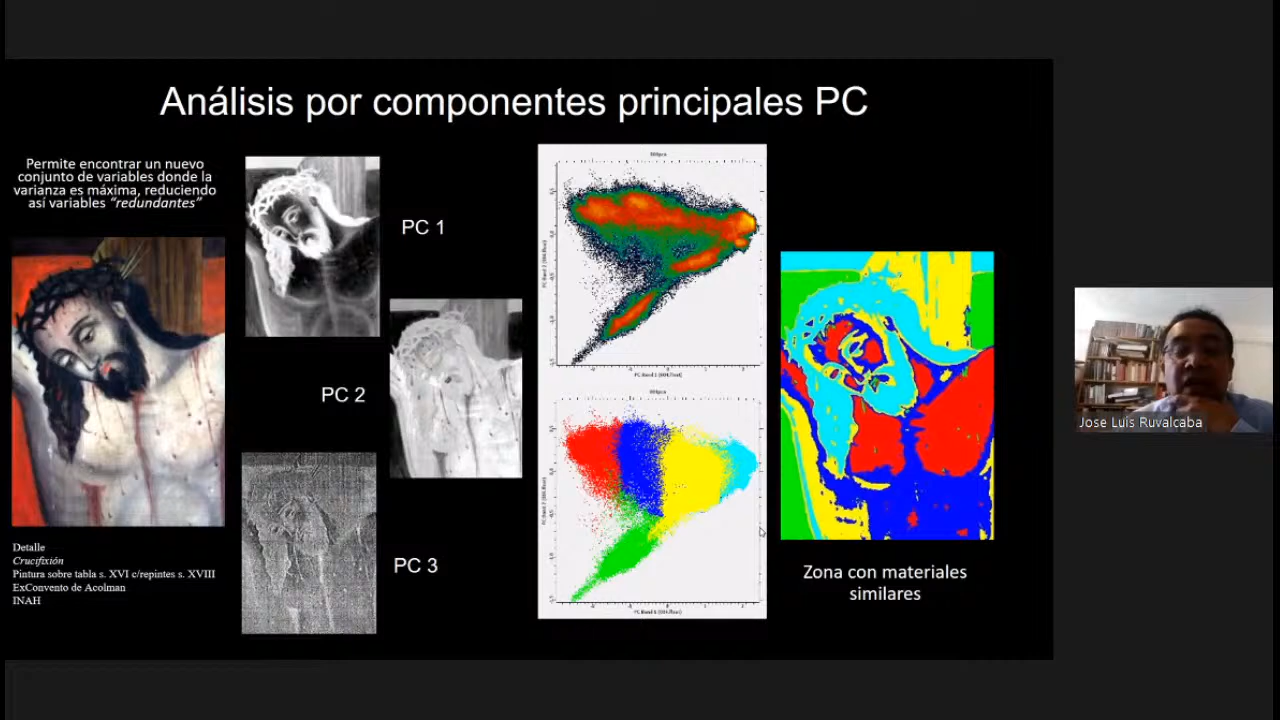 Análisis por componentes principales PC
Permite encontrar un nuevo
conjunto de variables donde la
varianza es máxima, reduciendo
así variables “redundantes”
PC 1
PC 2
PC 3
Detalle
Crucifixión
Pintura sobre tabla s. XVI c/repintes s. XVIII
ExConvento de Acolman
INAH
Zona con materiales
similares
Jose Luis Ruvalcaba